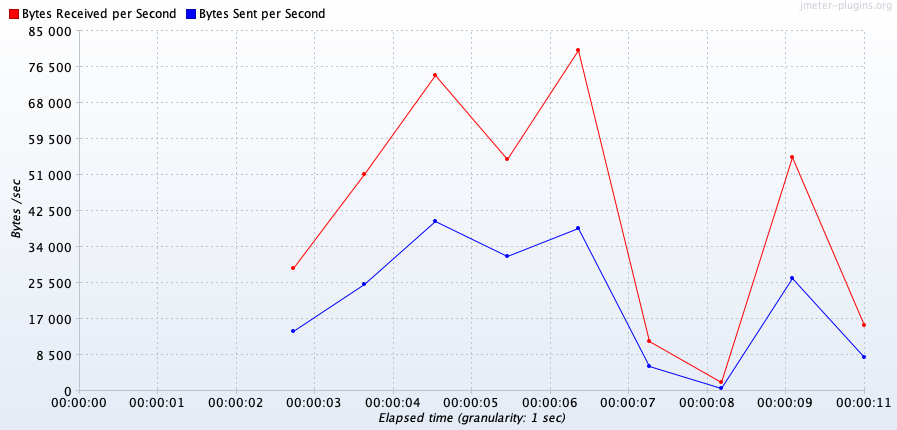 jmeter-plugins.org
Bytes Received per Second Bytes Sent per Second
85 000
76 500
68 000
59 500
51 000
42 500
34 000
25 500
17 000
8 500
0
Bytes /sec
00:00:00 00:00:01 00:00:02 00:00:03 00:00:04 00:00:05 00:00:06 00:00:07 00:00:08 00:00:09 00:00:11
Elapsed time (granularity: 1 sec)